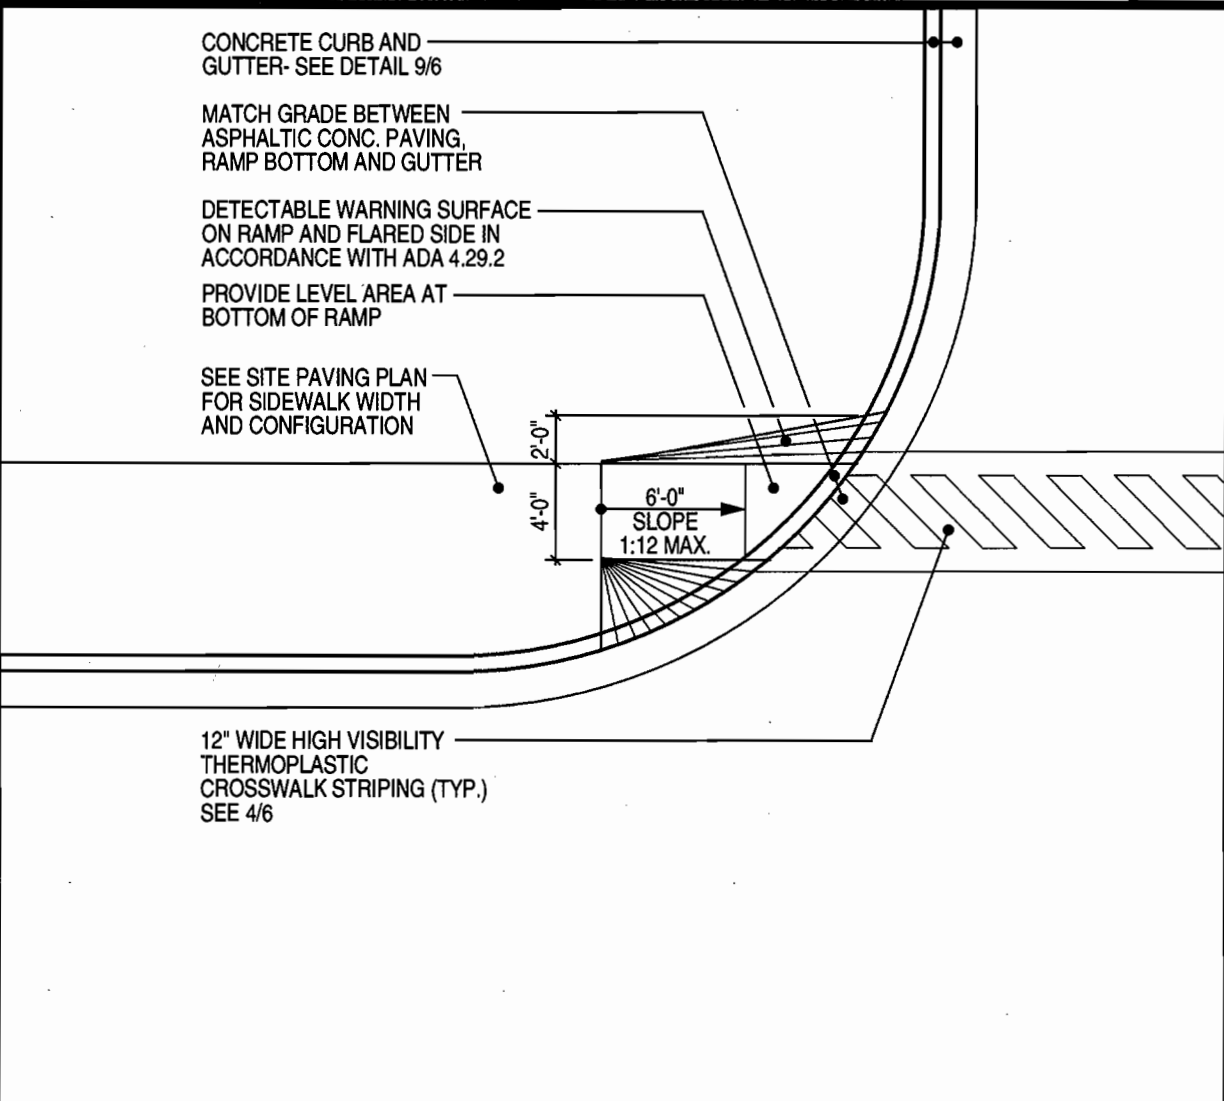 CONCRETE CURB AND
GUTTER- SEE DETAIL 9/6
MATCH GRADE BETWEEN
ASPHALTIC CONC. PAVING,
RAMP BOTTOM AND GUTTER
DETECTABLE WARNING SURFACE
ON RAMP AND FLARED SIDE IN
ACCORDANCE WITH ADA 4.29.2
PROVIDE LEVEL AREA AT
BOTTOM OF RAMP
SEE SITE PAVING PLAN
FOR SIDEWALK WIDTH
AND CONFIGURATION
2'-0"
4'-0"
6'-0"
SLOPE
1:12 MAX.
12" WIDE HIGH VISIBILITY
THERMOPLASTIC
CROSSWALK STRIPING (TYP.)
SEE 4/6